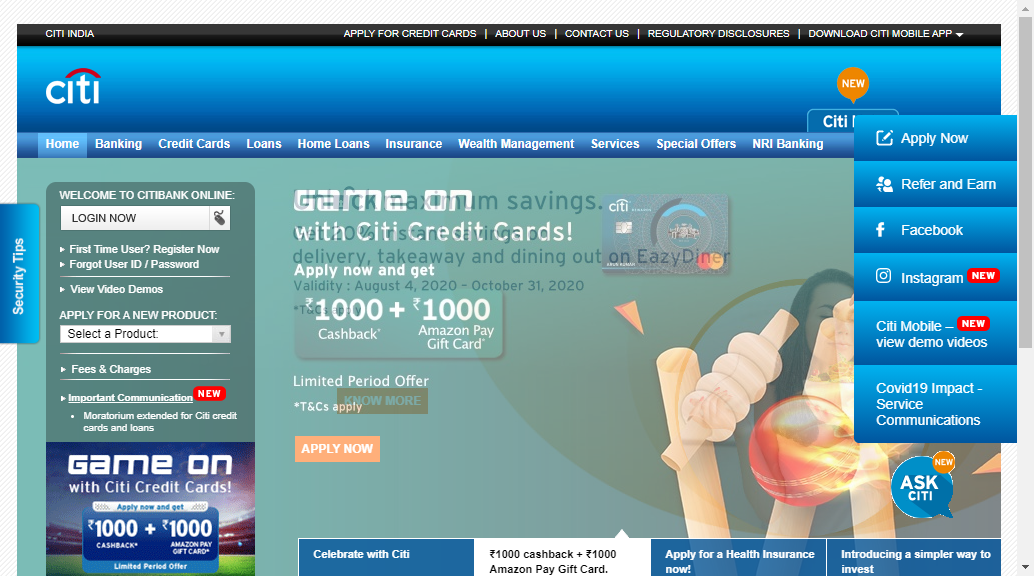 CITI INDIA
APPLY FOR CREDIT CARDS | ABOUT US | CONTACT US | REGULATORY DISCLOSURES | DOWNLOAD CITI MOBILE APP
citi
NEW
Citi
Home Banking Credit Cards Loans Home Loans Insurance Wealth Management Services Special Offers NRI Banking
Apply Now
Refer and Earn
Facebook
Instagram NEW
Citi Mobile – NEW
view demo videos
Covid19 Impact -
Service
Communications
Security Tips
WELCOME TO CITIBANK ONLINE:
LOGIN NOW
First Time User? Register Now
Forgot User ID / Password
View Video Demos
APPLY FOR A NEW PRODUCT:
Select a Product:
Fees & Charges
Important Communication NEW
• Moratorium extended for Citi credit
cards and loans
GAME ON
with Citi Credit Cards!
Apply now and get
₹1000 + ₹1000
CASHBACK* AMAZON PAY
GIFT CARD*
Limited Period Offer
GAME ON
maximum savings.
with Citi Credit Cards!
delivery, takeaway and dining out on EazyDiner
Apply now and get
Validity : August 4, 2020 – October 31, 2020
*T&Cs apply
₹1000 + ₹1000
Cashback* Amazon Pay
Gift Card*
Limited Period Offer
KNOW MORE
*T&Cs apply
APPLY NOW
citi
ASK
CITI
NEW
Celebrate with Citi
₹1000 cashback + ₹1000
Amazon Pay Gift Card.
Apply for a Health Insurance
now!
Introducing a simpler way to
invest